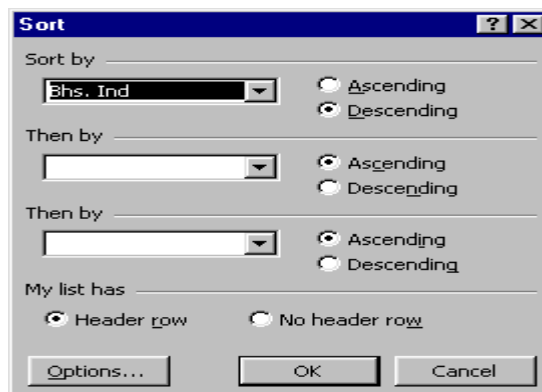 Sort
Sort by
Bhs. Ind
Ascending
Descending
Then by
Ascending
Descending
Then by
Ascending
Descending
My list has
Header row
No header row
Options...
OK
Cancel